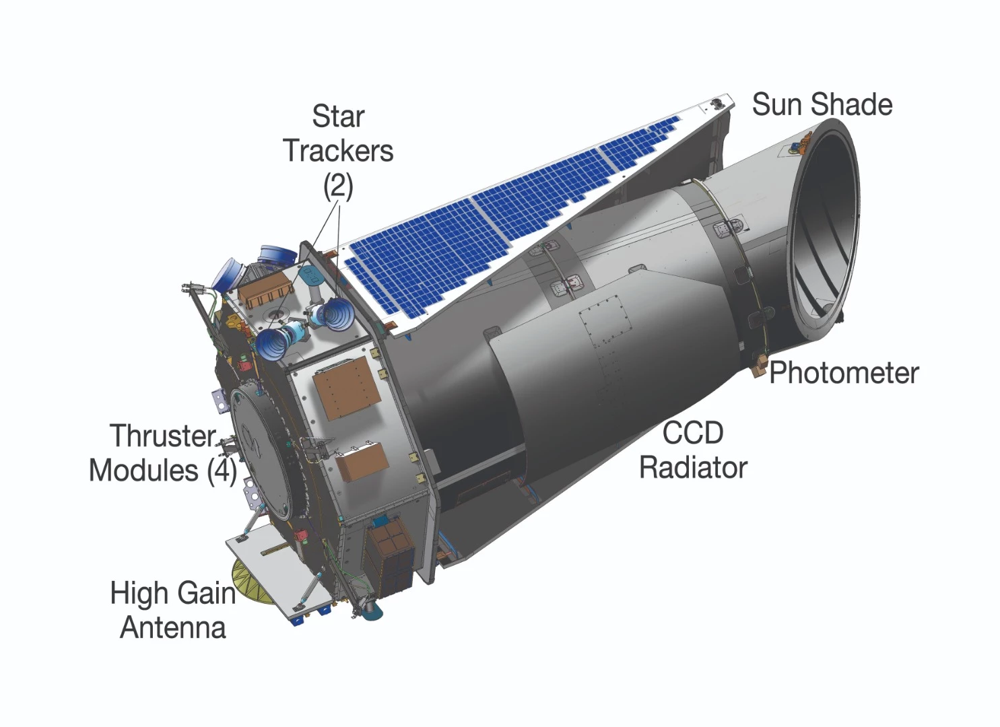 Star
Trackers
(2)
Sun Shade
Photometer
CCD
Radiator
Thruster
Modules (4)
High Gain
Antenna